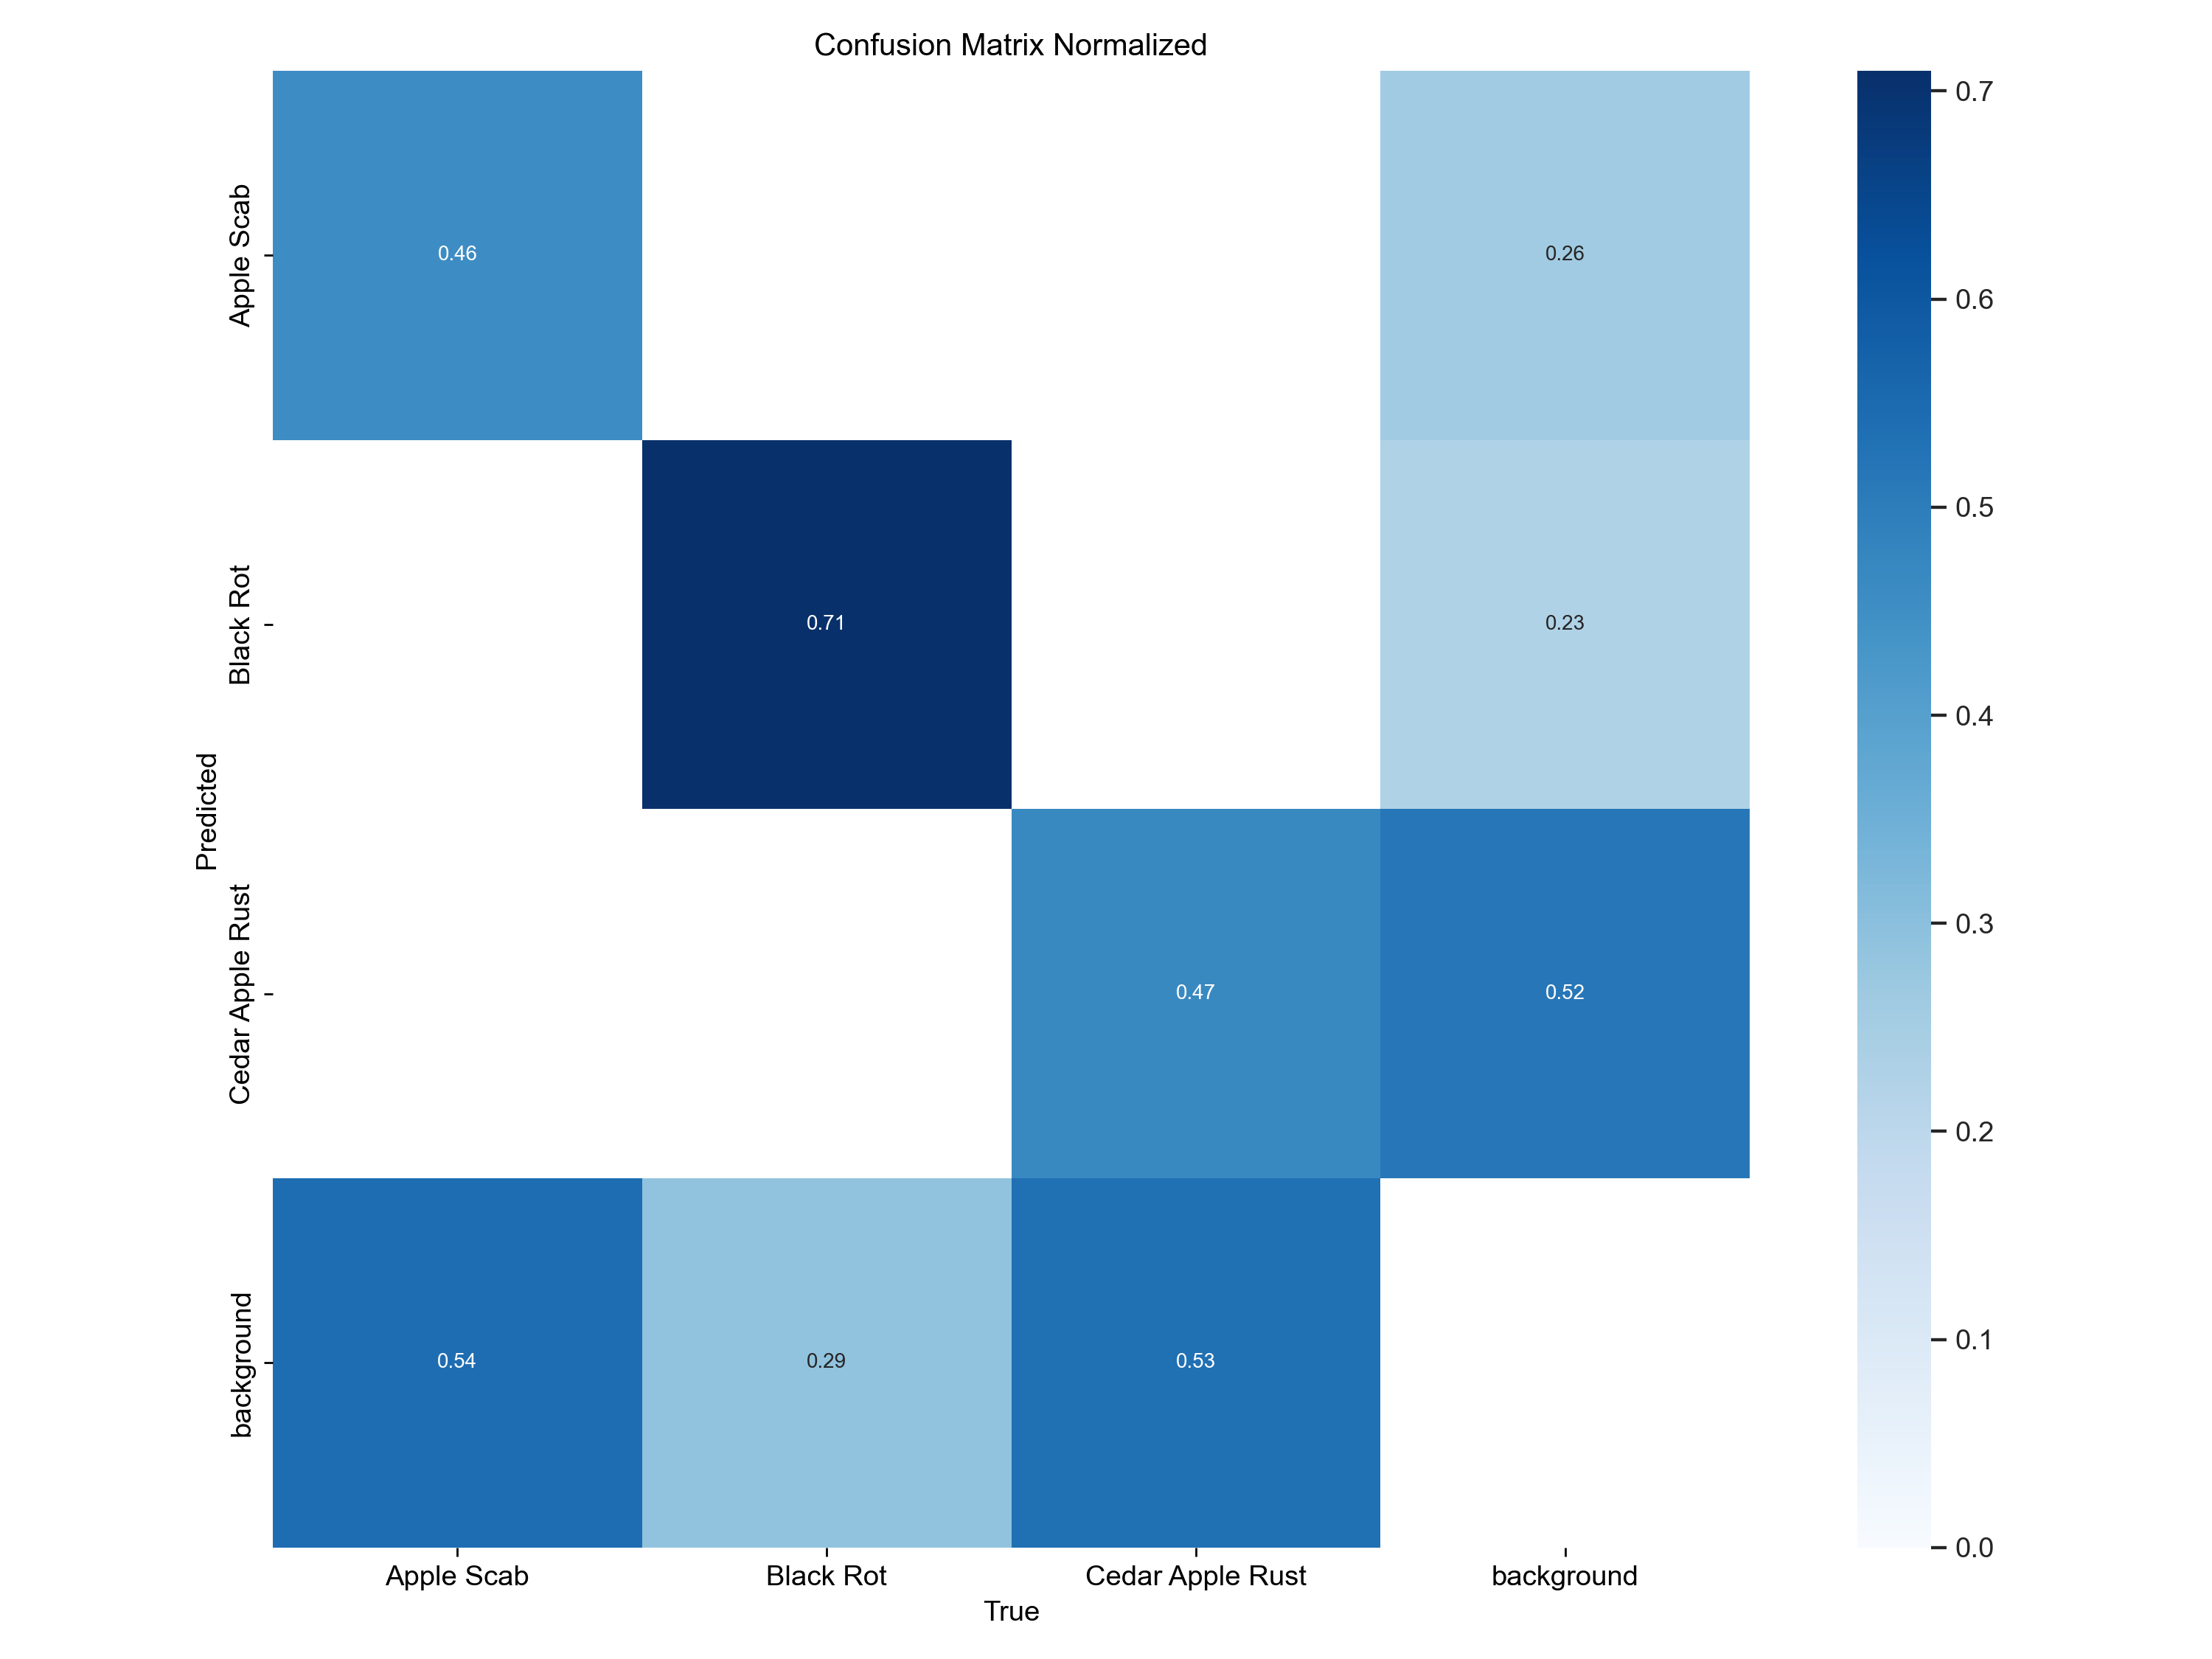 Confusion Matrix Normalized
Apple Scab
Black Rot
Cedar Apple Rust
background
Predicted
0.46
0.26
0.71
0.23
0.47
0.52
0.54
0.29
0.53
Apple Scab
Black Rot
Cedar Apple Rust
background
True
0.7
0.6
0.5
0.4
0.3
0.2
0.1
0.0